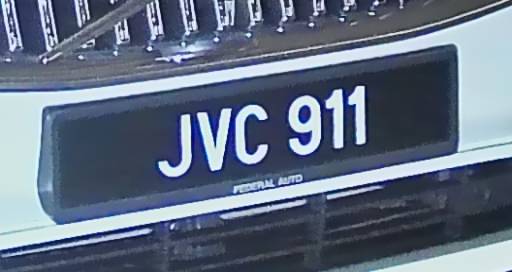 JVC 911
FEDERAL AUTO